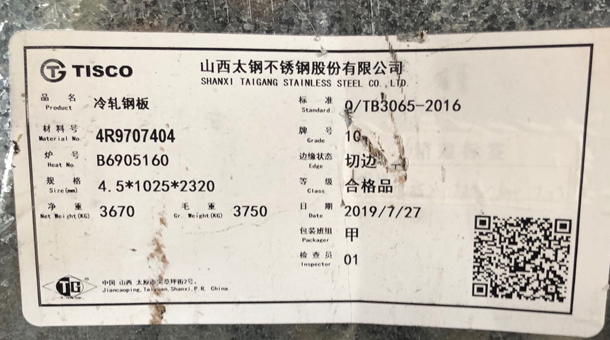 TISCO 山西太钢不锈钢股份有限公司
SHANXI TAIGANG STAINLESS STEEL CO.,LTD.
品名 Product 冷轧钢板 标准 Standard Q/TB3065-2016
材料号 Material No. 4R9707404 牌号 Grade 10
炉号 Heat No. B6905160 边缘状态 Edge 切边
规格 Size(mm) 4.5*1025*2320 等级 Class 合格品
净重 Net Weight(KG) 3670 毛重 Gr. Weight(KG) 3750 日期 Date 2019/7/27
包装班组 Packager 甲
检查员 Inspector 01
中国 山西 太原市尖草坪街2号.
Jiancaoping,Taiyuan,Shanxi,P.R. China